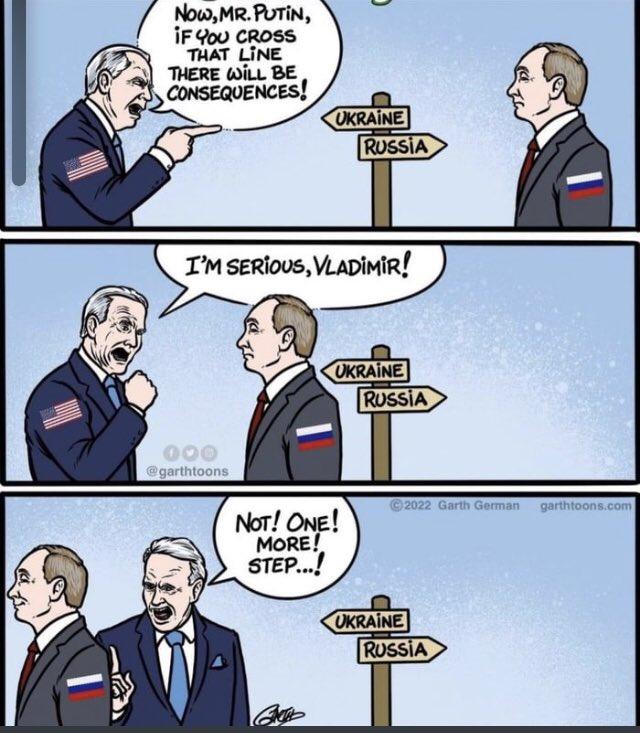 NOW, MR. PUTIN,
IF YOU CROSS
THAT LINE
THERE WILL BE
CONSEQUENCES!
UKRAINE
RUSSIA
I'M SERIOUS, VLADIMIR!
UKRAINE
RUSSIA
@garthtoons
©2022 Garth German garthtoons.com
NOT! ONE!
MORE!
STEP...!
UKRAINE
RUSSIA